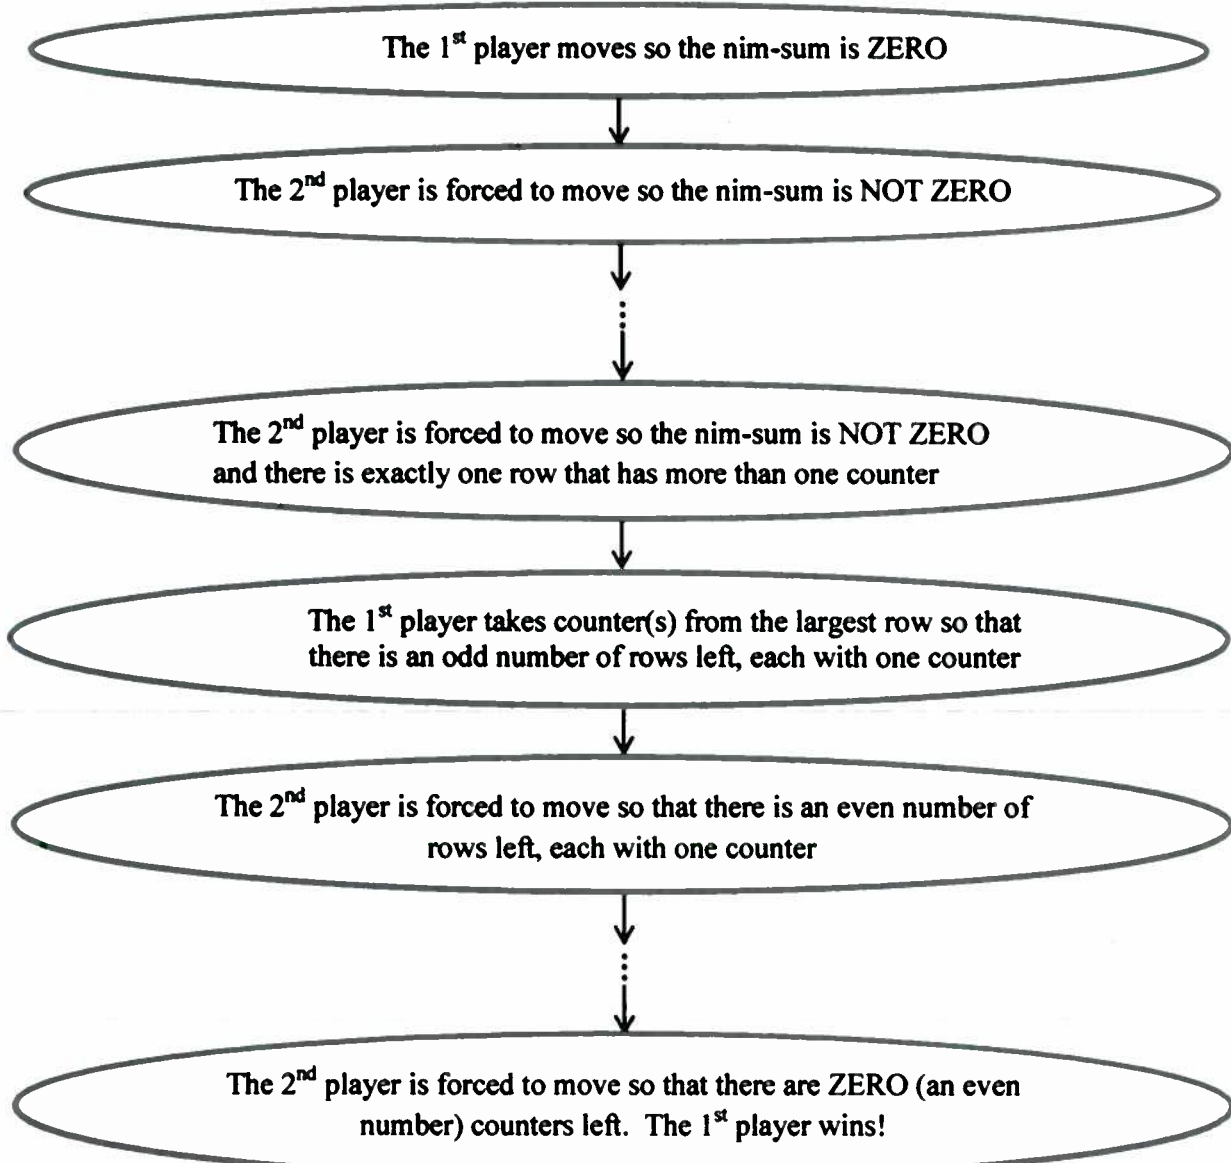 The 1st player moves so the nim-sum is ZERO
The 2nd player is forced to move so the nim-sum is NOT ZERO
The 2nd player is forced to move so the nim-sum is NOT ZERO
and there is exactly one row that has more than one counter
The 1st player takes counter(s) from the largest row so that
there is an odd number of rows left, each with one counter
The 2nd player is forced to move so that there is an even number of
rows left, each with one counter
The 2nd player is forced to move so that there are ZERO (an even
number) counters left. The 1st player wins!